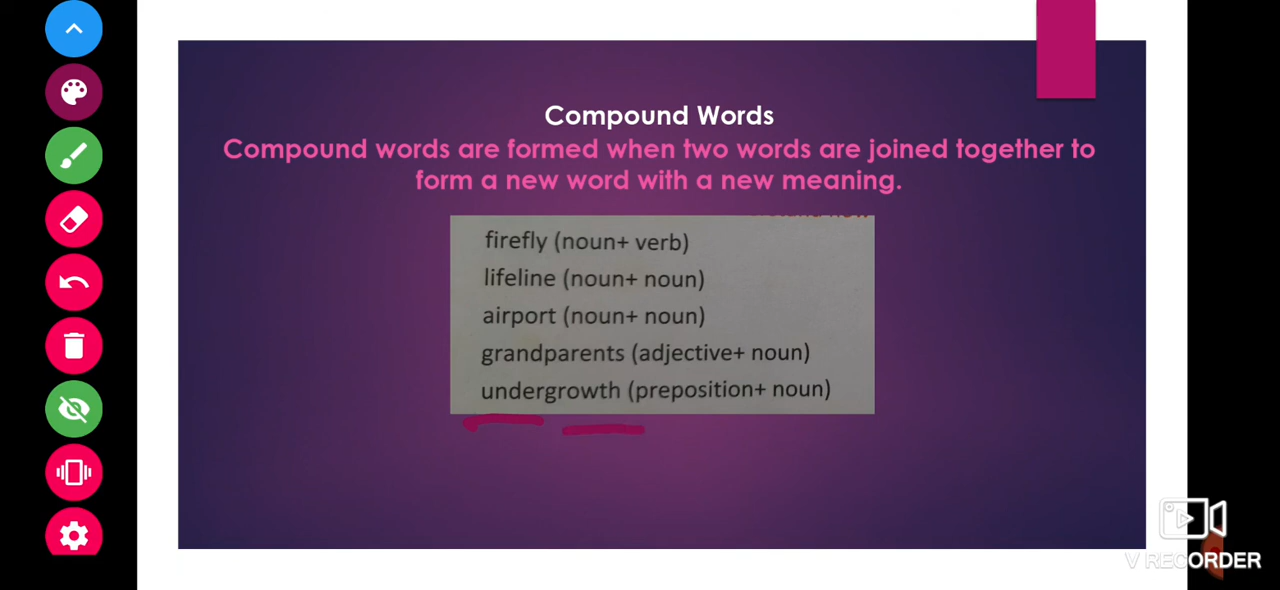 Compound Words
Compound words are formed when two words are joined together to
form a new word with a new meaning.
firefly (noun+ verb)
lifeline (noun+ noun)
airport (noun+ noun)
grandparents (adjective+ noun)
undergrowth (preposition+ noun)
V RECORDER